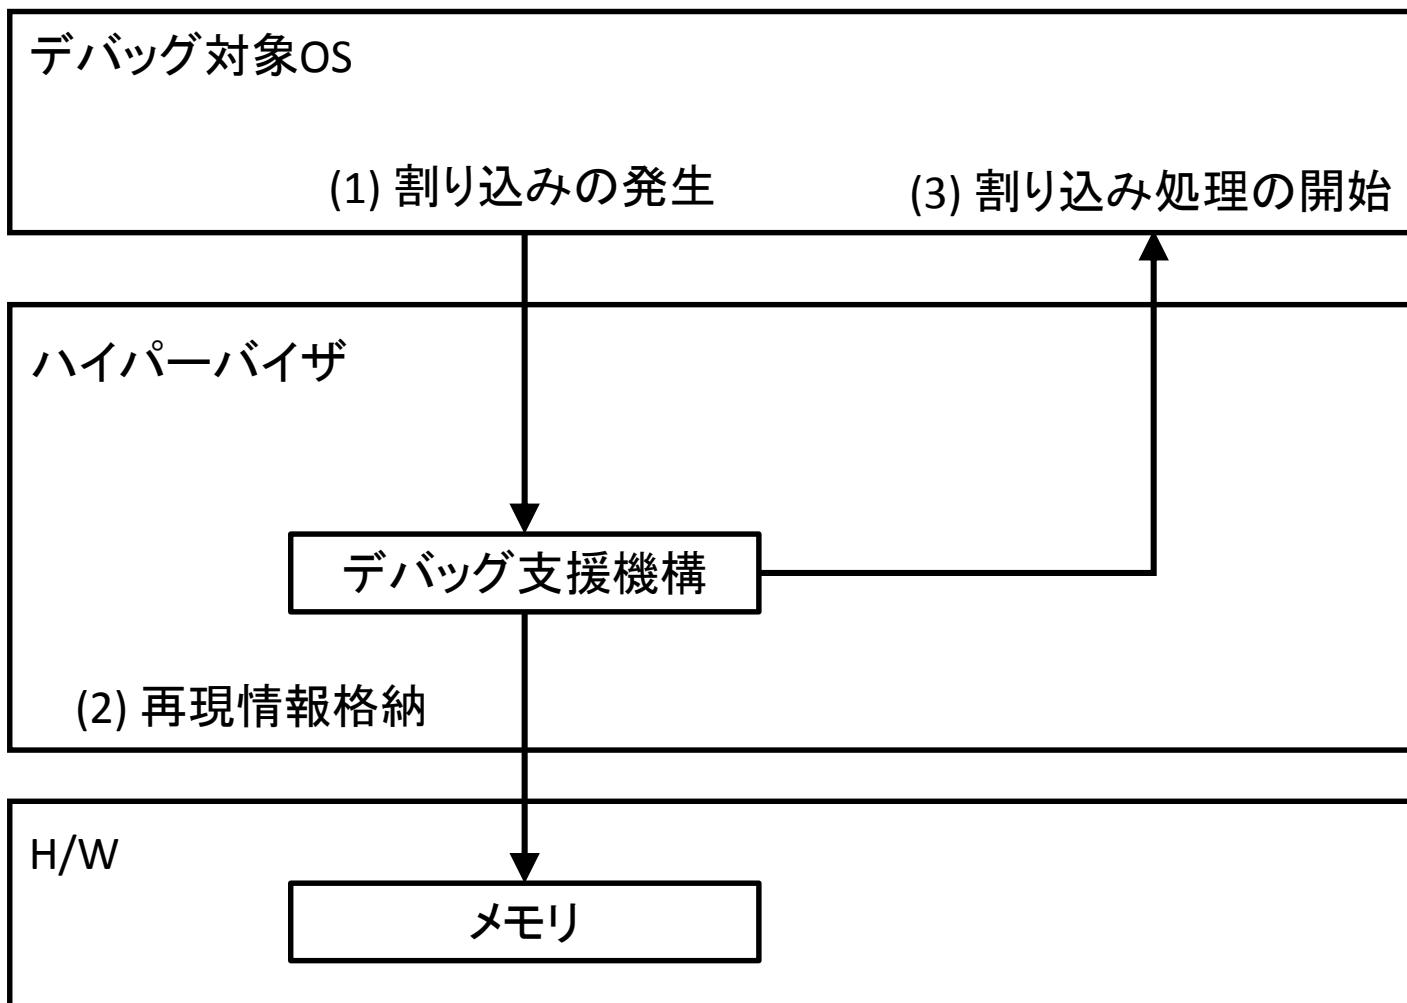 デバッグ対象OS
(1) 割り込みの発生
(3) 割り込み処理の開始
ハイパーバイザ
デバッグ支援機構
(2) 再現情報格納
H/W
メモリ